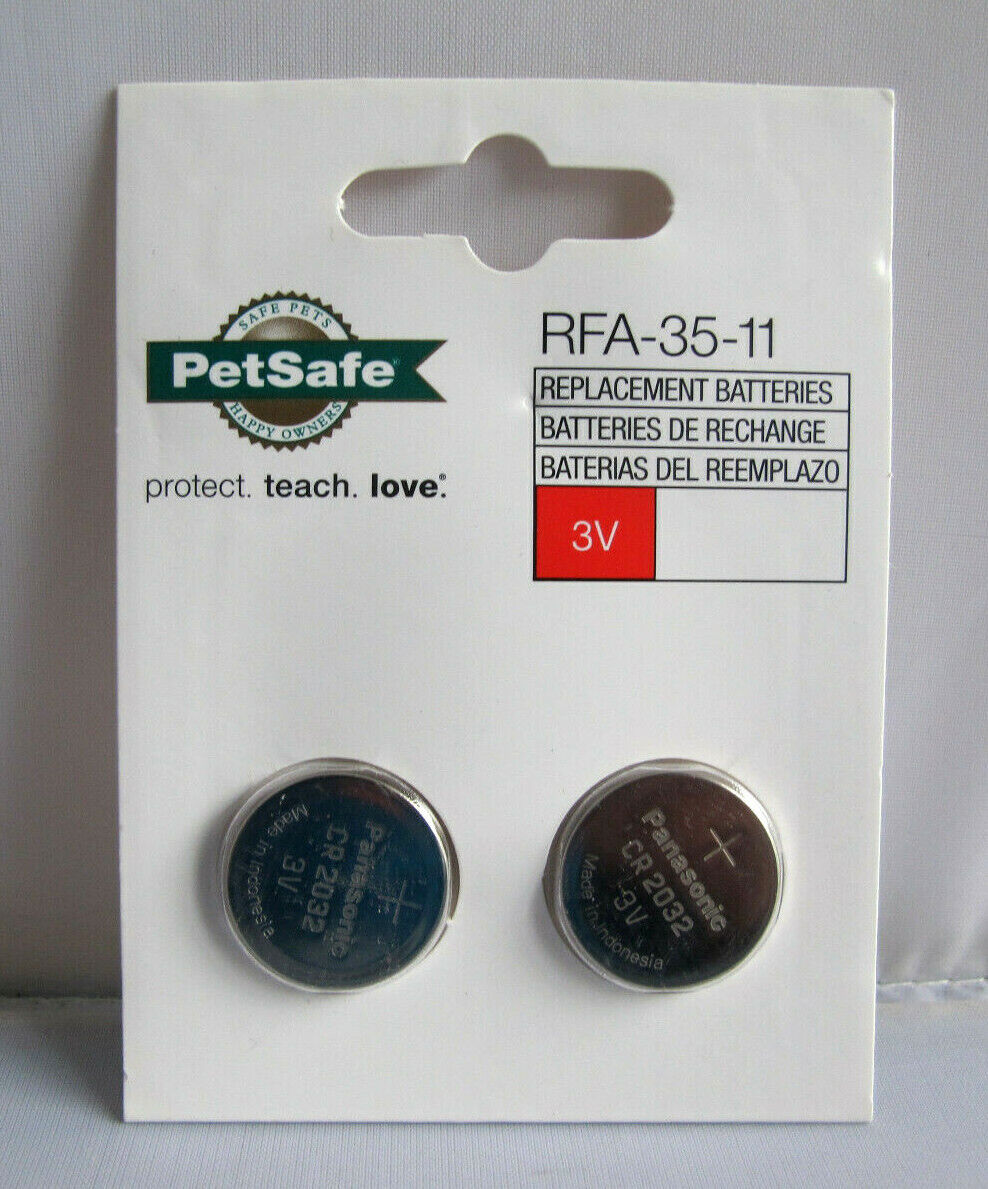 SAFE PETS
PetSafe®
HAPPY OWNERS
protect. teach. love.®
RFA-35-11
REPLACEMENT BATTERIES
BATTERIES DE RECHANGE
BATERIAS DEL REEMPLAZO
3V
+
Panasonic
CR 2032
3V
Made in Indonesia
+
Panasonic
CR 2032
3V
Made in Indonesia